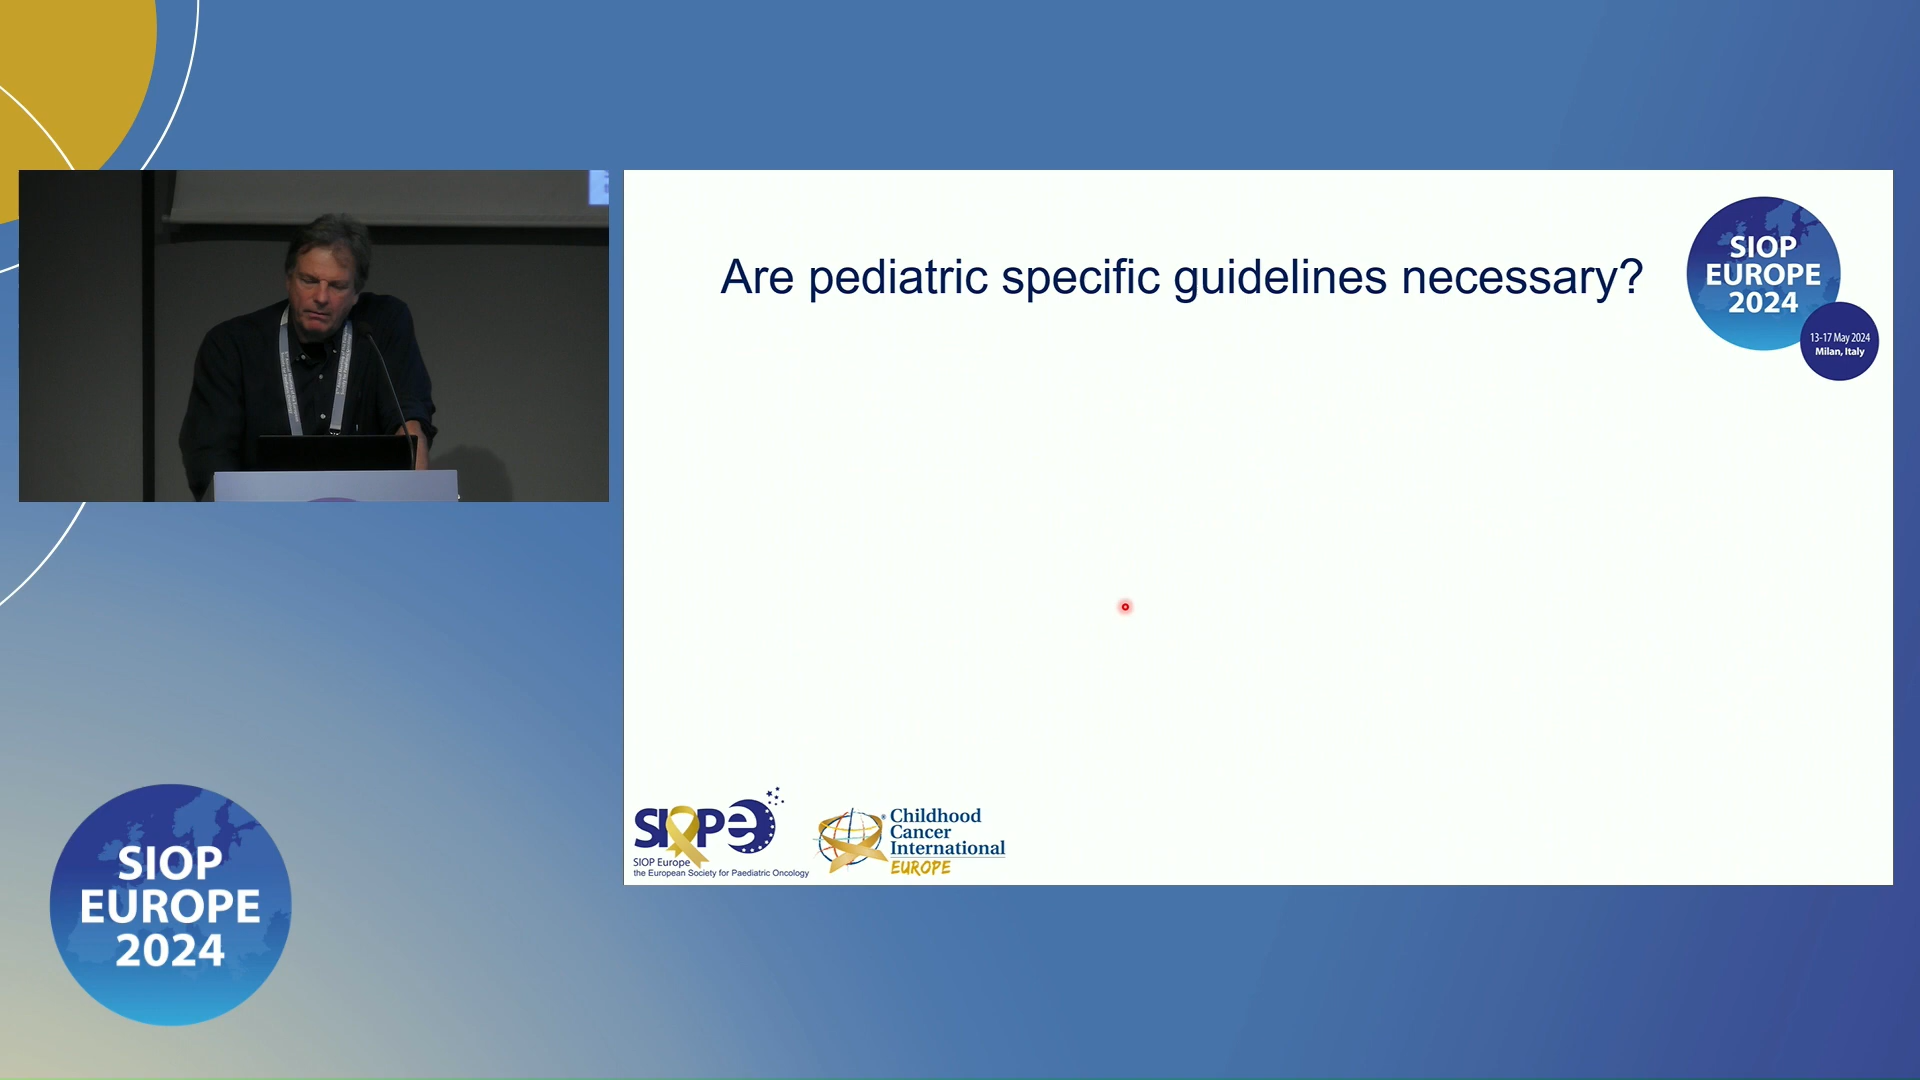 Are pediatric specific guidelines necessary?
SIOP
EUROPE
2024
13-17 May 2024
Milan, Italy
SIOPe
SIOP Europe
the European Society for Paediatric Oncology
Childhood
Cancer
International
EUROPE
SIOP
EUROPE
2024